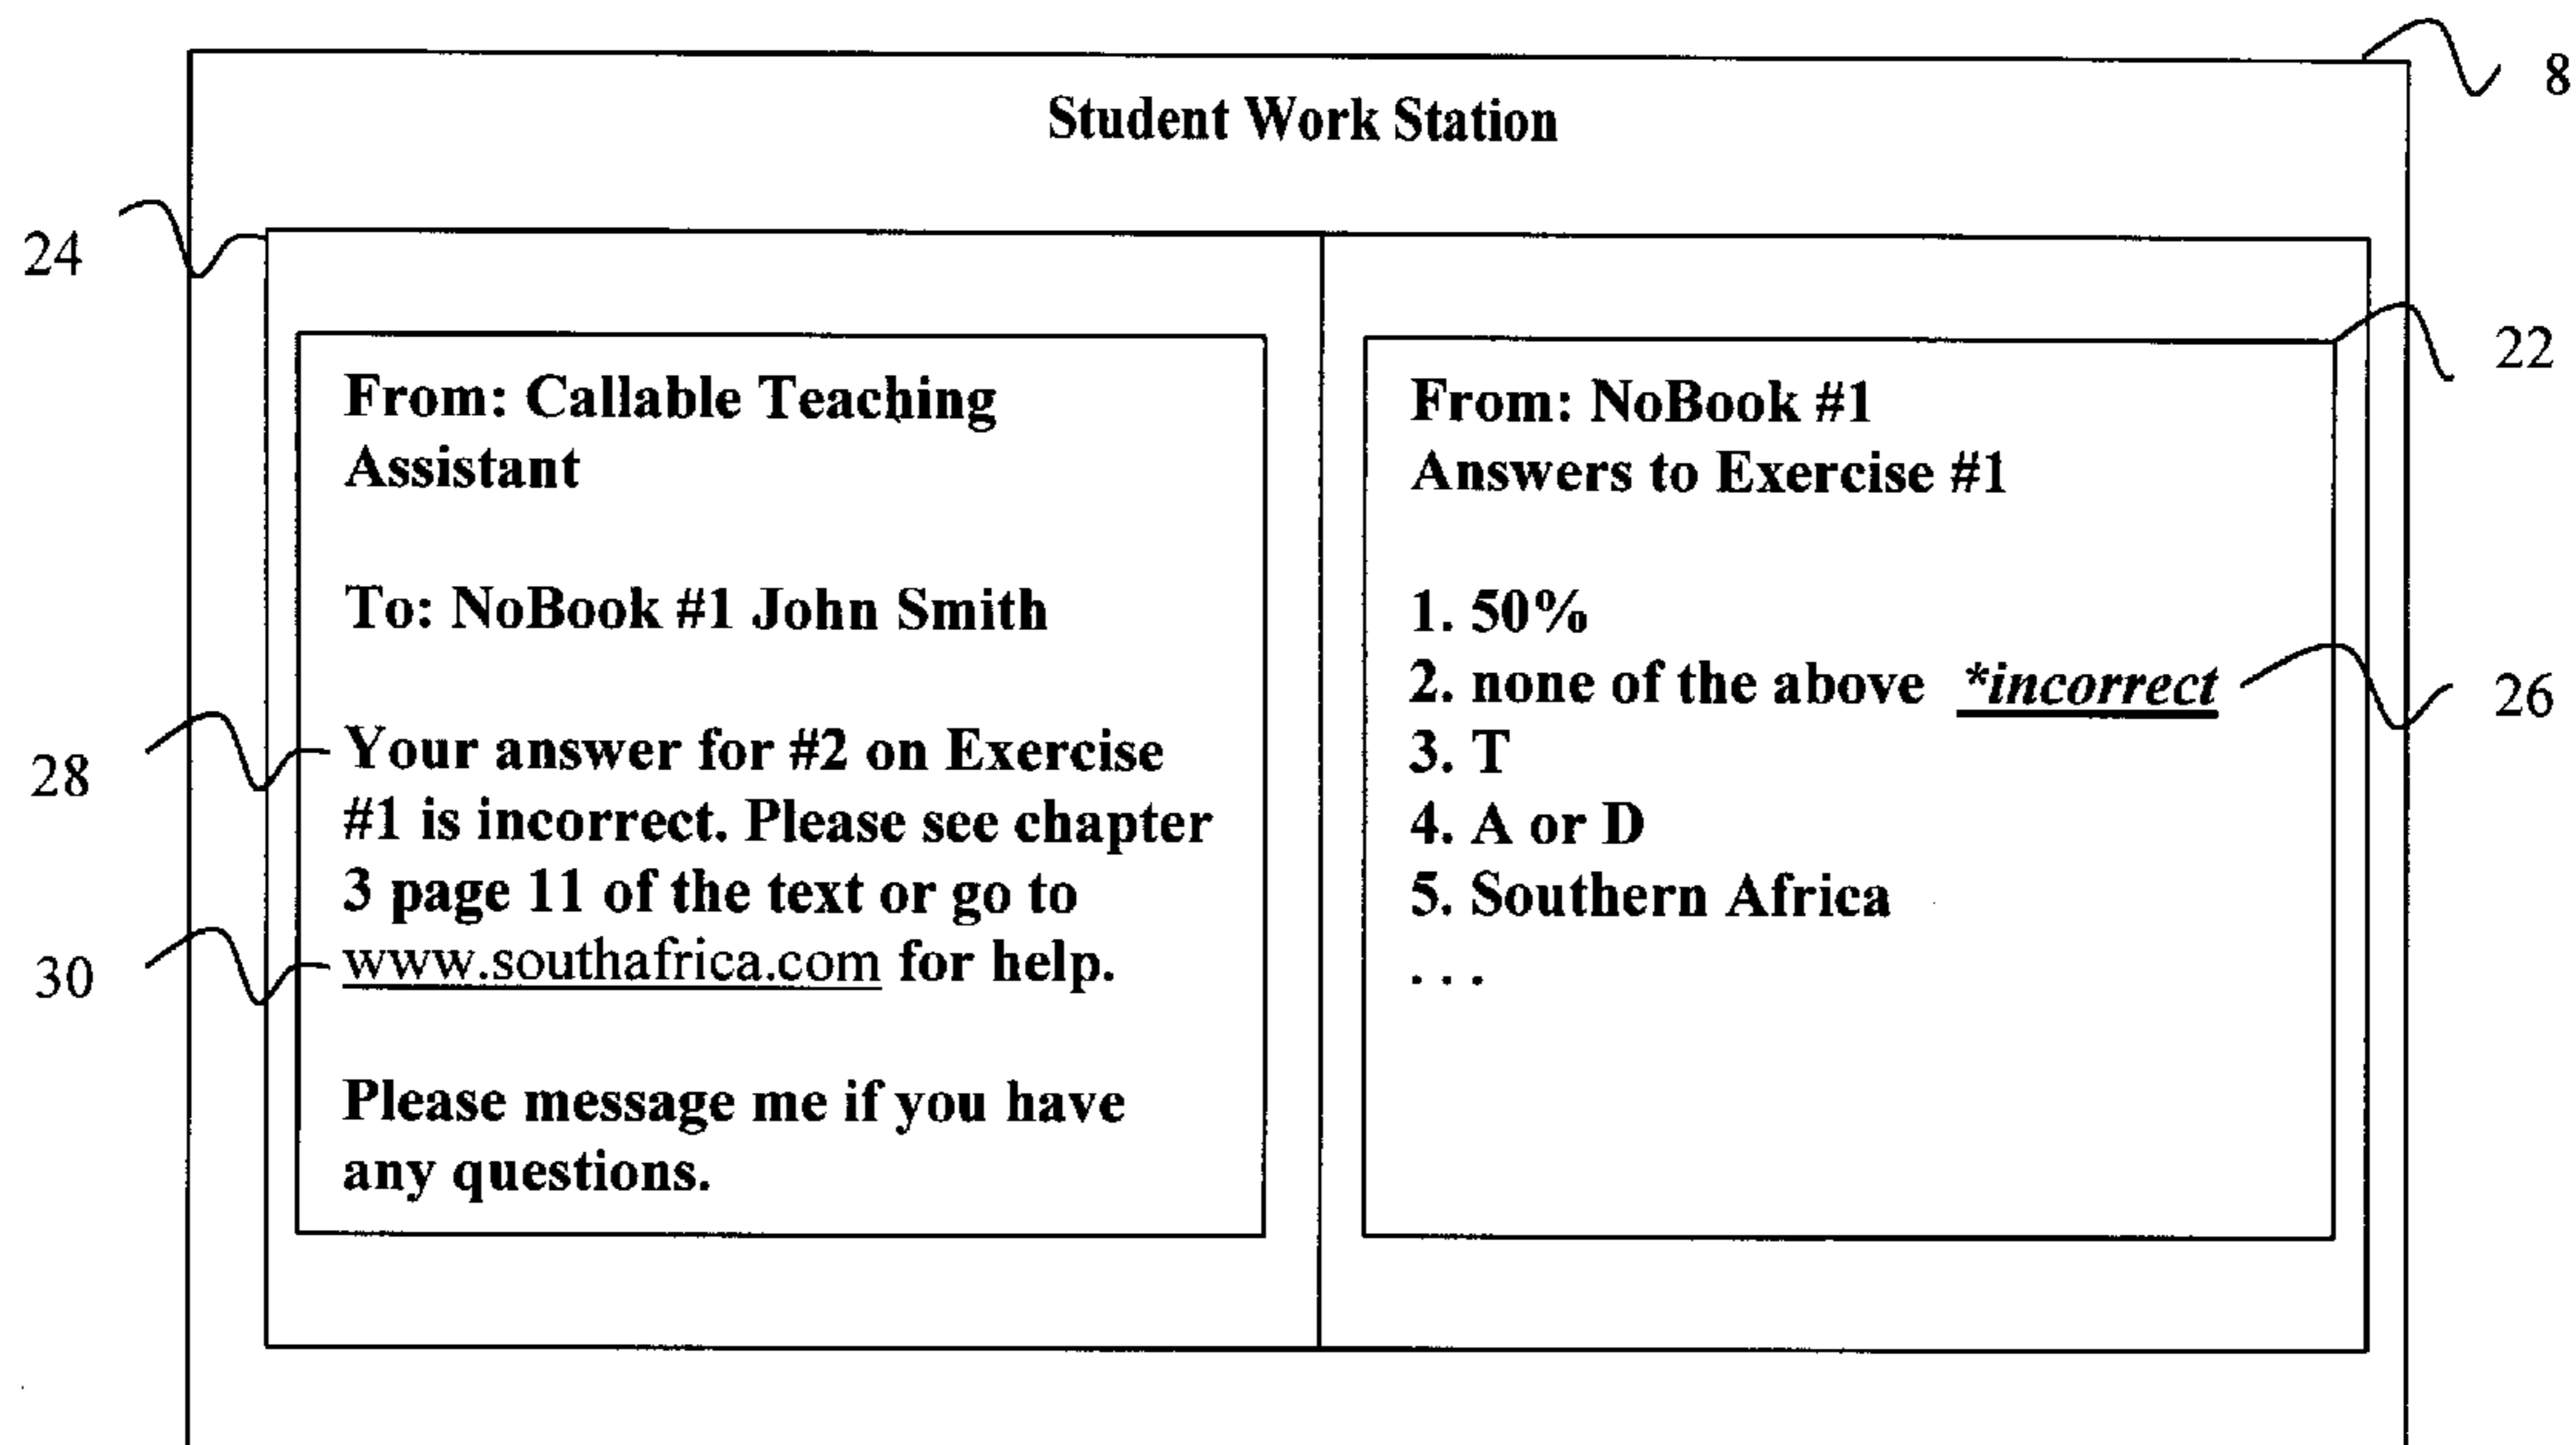 8
Student Work Station
24
22
From: Callable Teaching
Assistant
To: NoBook #1 John Smith
28
Your answer for #2 on Exercise
#1 is incorrect. Please see chapter
3 page 11 of the text or go to
30
www.southafrica.com for help.
Please message me if you have
any questions.
From: NoBook #1
Answers to Exercise #1
1. 50%
2. none of the above *incorrect
26
3. T
4. A or D
5. Southern Africa
. . .